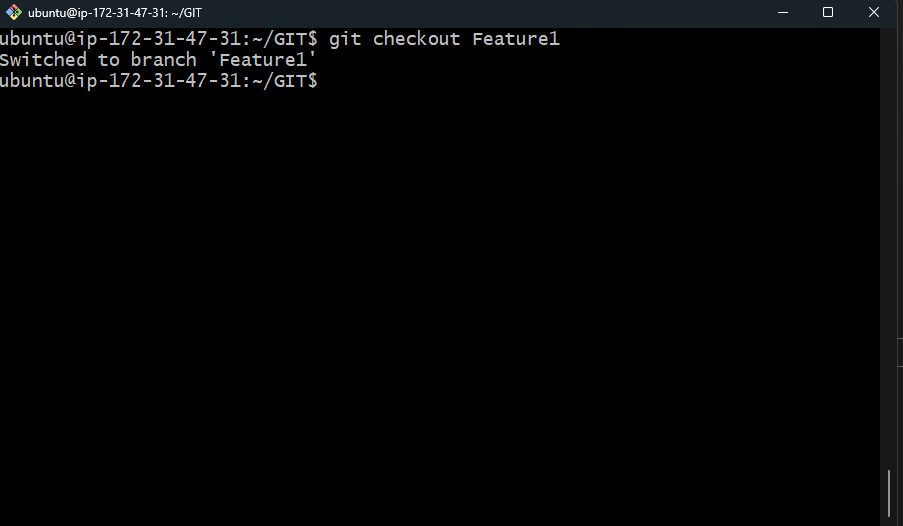 ubuntu@ip-172-31-47-31: ~/GIT
ubuntu@ip-172-31-47-31:~/GIT$ git checkout Feature1
Switched to branch 'Feature1'
ubuntu@ip-172-31-47-31:~/GIT$